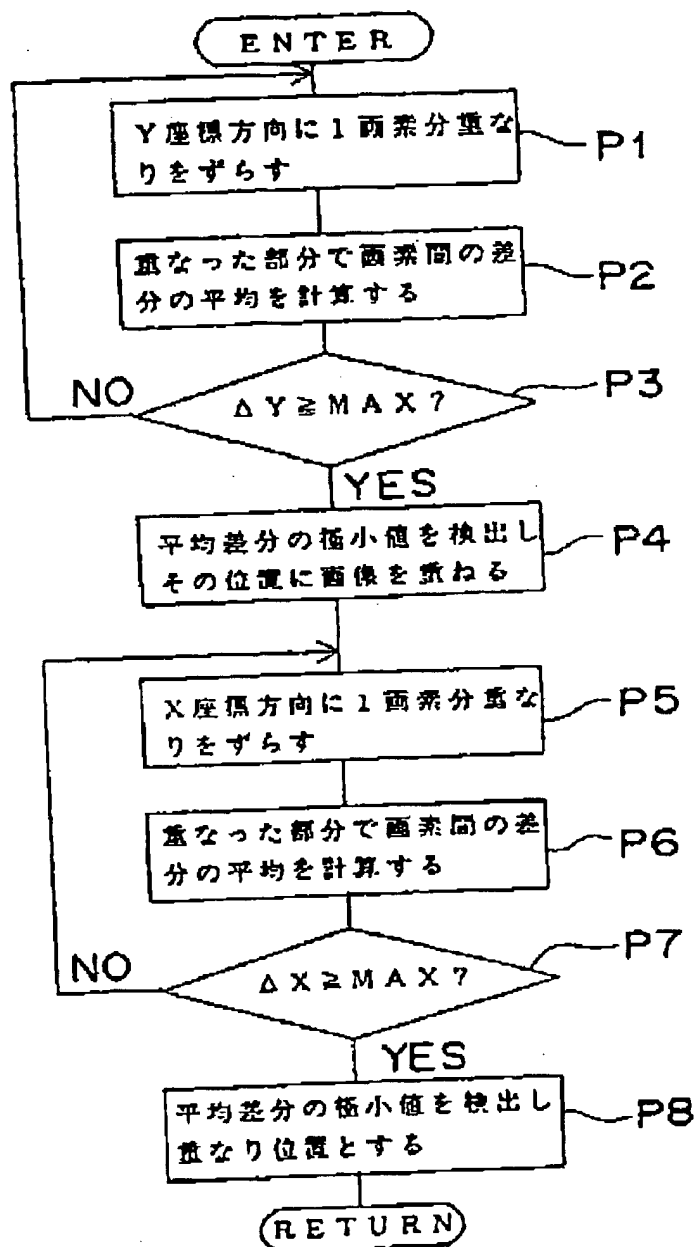 ENTER
Y座標方向に1画素分重な
りをずらす
P1
重なった部分で画素間の差
分の平均を計算する
P2
ΔY≧MAX?
P3
NO
YES
平均差分の極小値を検出し
その位置に画像を重ねる
P4
X座標方向に1画素分重な
りをずらす
P5
重なった部分で画素間の差
分の平均を計算する
P6
ΔX≧MAX?
P7
NO
YES
平均差分の極小値を検出し
重なり位置とする
P8
RETURN